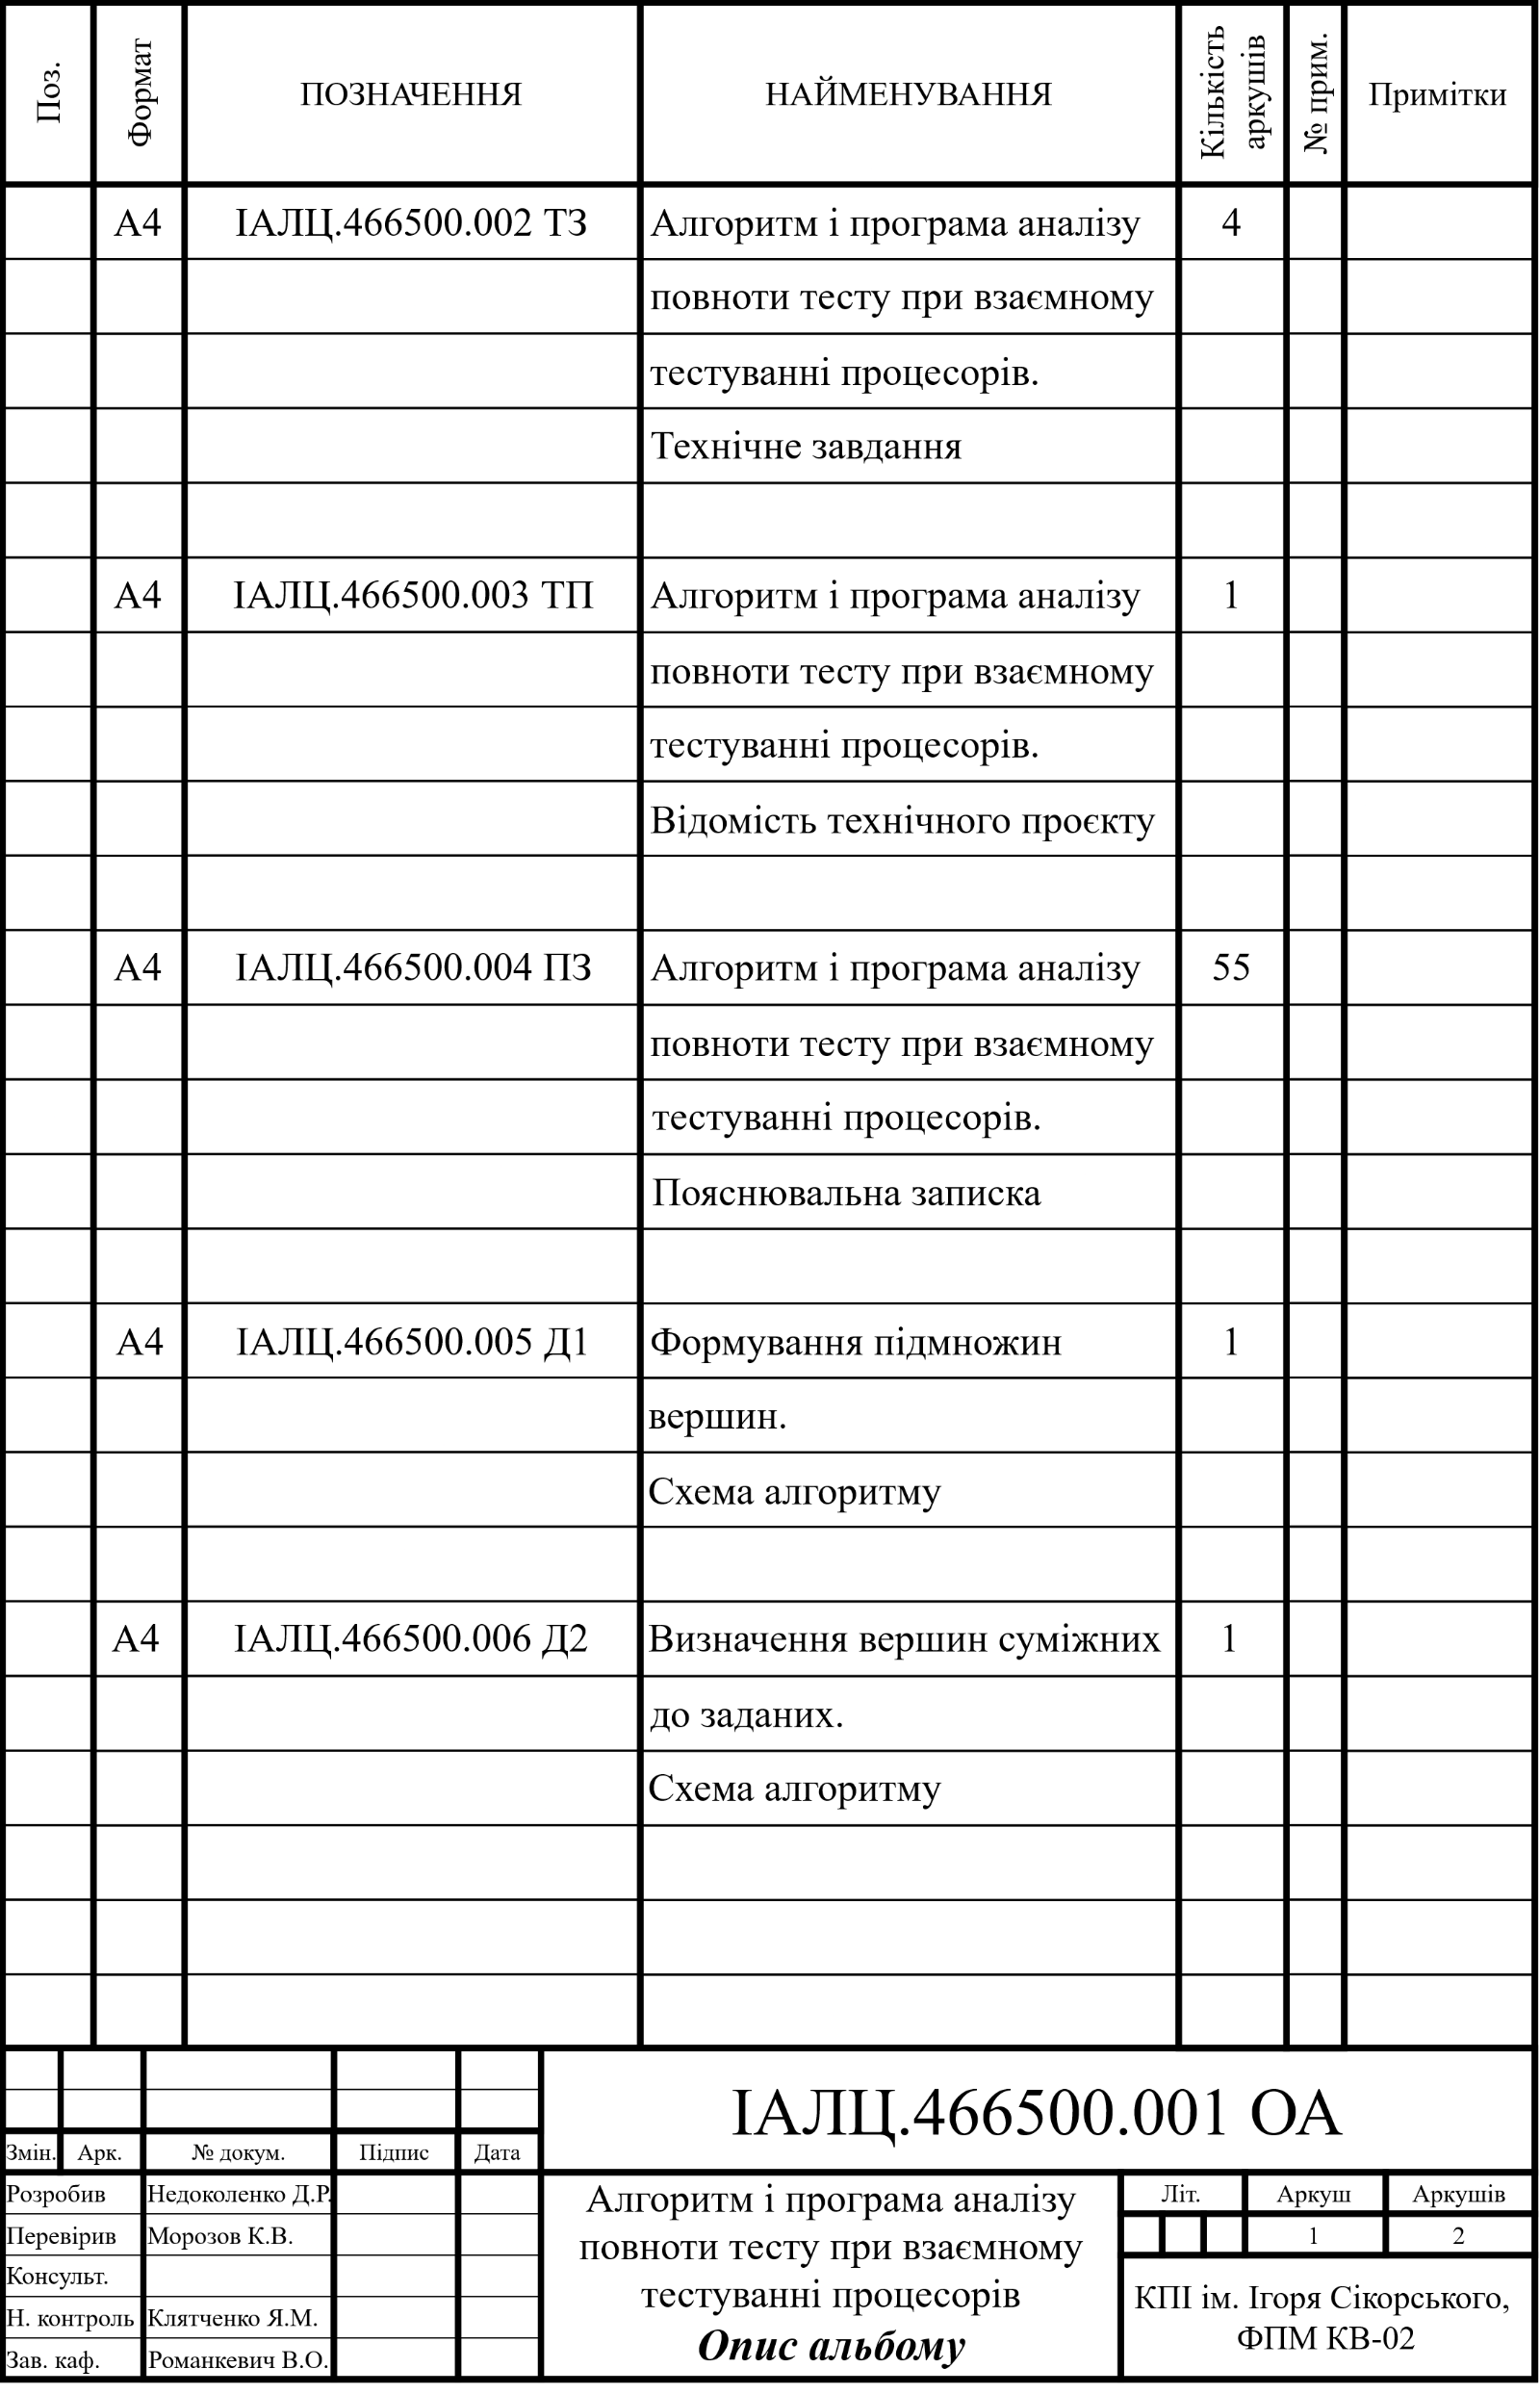 Поз. Формат ПОЗНАЧЕННЯ НАЙМЕНУВАННЯ Кількість аркушів № прим. Примітки
А4 ІАЛЦ.466500.002 ТЗ Алгоритм і програма аналізу 4
повноти тесту при взаємному
тестуванні процесорів.
Технічне завдання
А4 ІАЛЦ.466500.003 ТП Алгоритм і програма аналізу 1
повноти тесту при взаємному
тестуванні процесорів.
Відомість технічного проєкту
А4 ІАЛЦ.466500.004 ПЗ Алгоритм і програма аналізу 55
повноти тесту при взаємному
тестуванні процесорів.
Пояснювальна записка
А4 ІАЛЦ.466500.005 Д1 Формування підмножин 1
вершин.
Схема алгоритму
А4 ІАЛЦ.466500.006 Д2 Визначення вершин суміжних 1
до заданих.
Схема алгоритму
ІАЛЦ.466500.001 ОА
Змін. Арк. № докум. Підпис Дата
Розробив Недоколенко Д.Р.
Перевірив Морозов К.В.
Консульт.
Н. контроль Клятченко Я.М.
Зав. каф. Романкевич В.О.
Алгоритм і програма аналізу
повноти тесту при взаємному
тестуванні процесорів
Опис альбому
Літ. Аркуш Аркушів
1 2
КПІ ім. Ігоря Сікорського,
ФПМ КВ-02